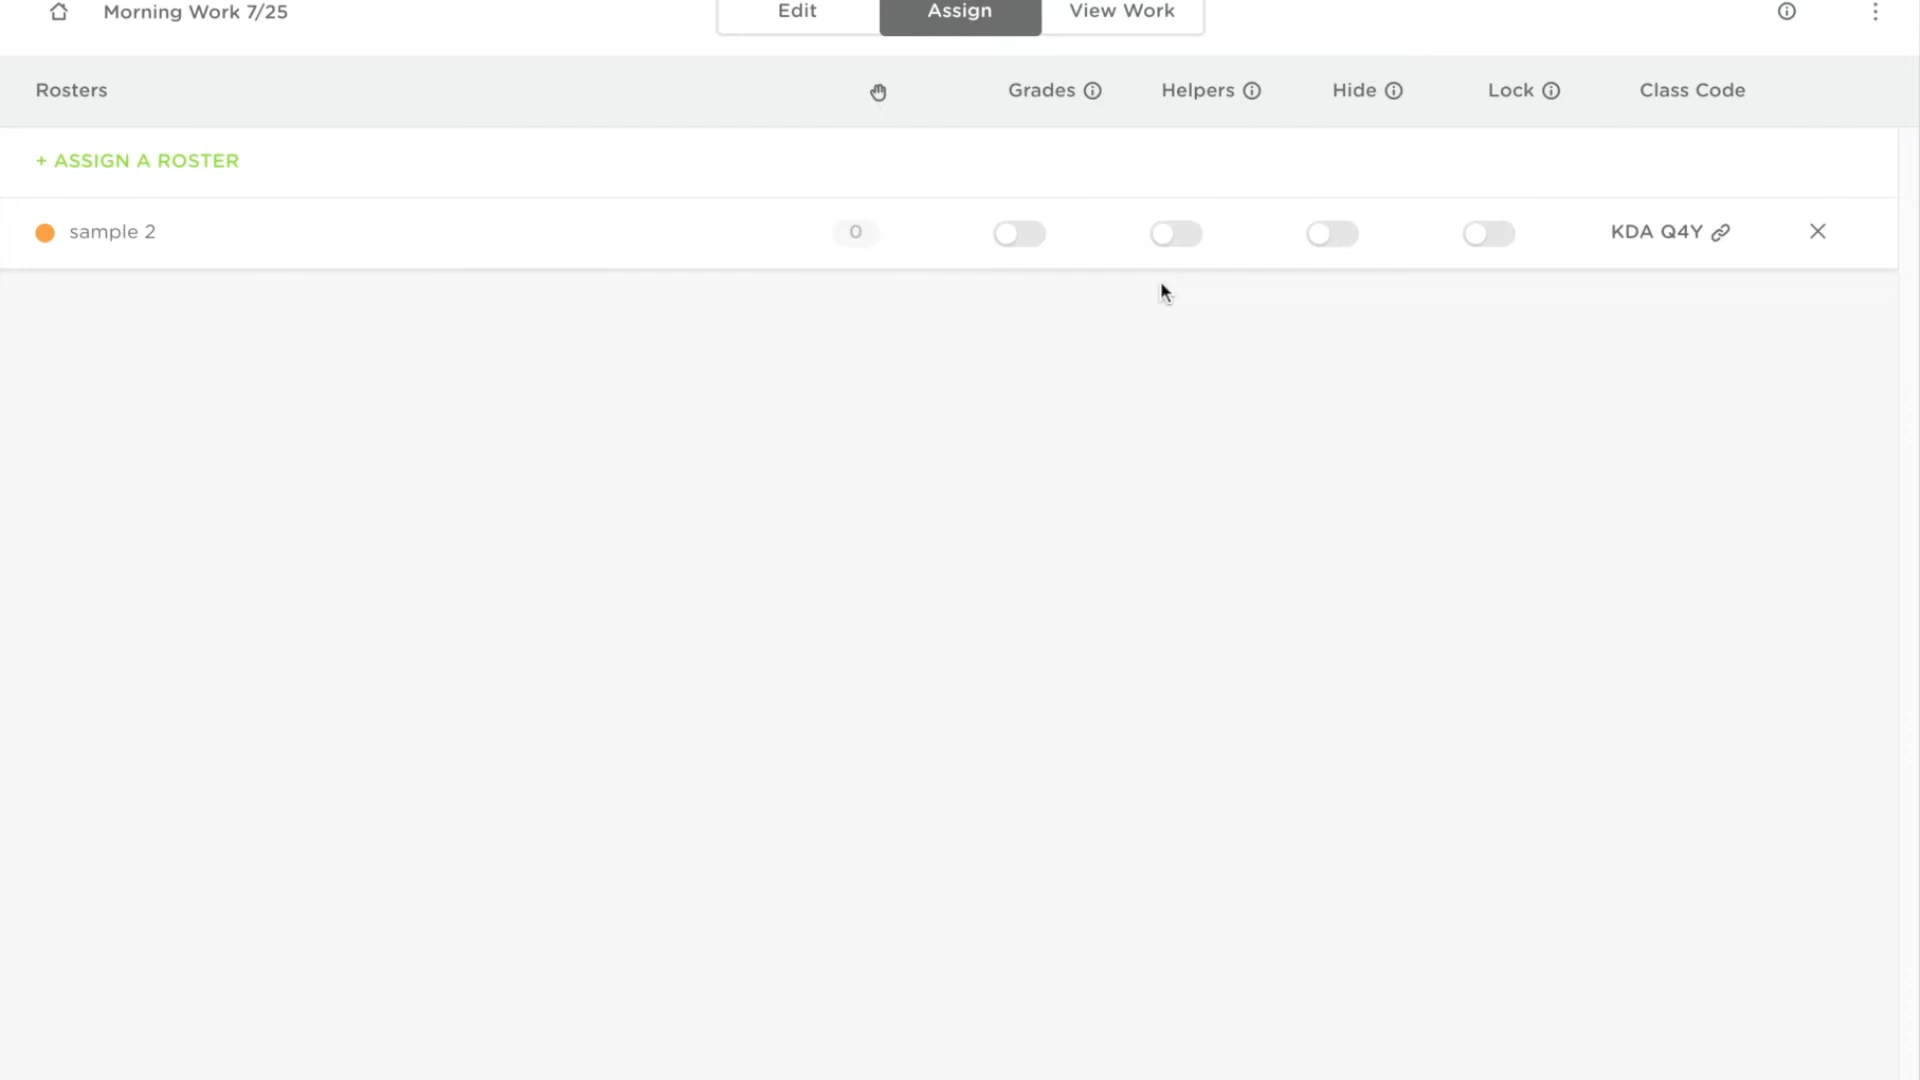 Morning Work 7/25
Edit
Assign
View Work
Rosters
Grades
Helpers
Hide
Lock
Class Code
+ ASSIGN A ROSTER
sample 2
0
KDA Q4Y